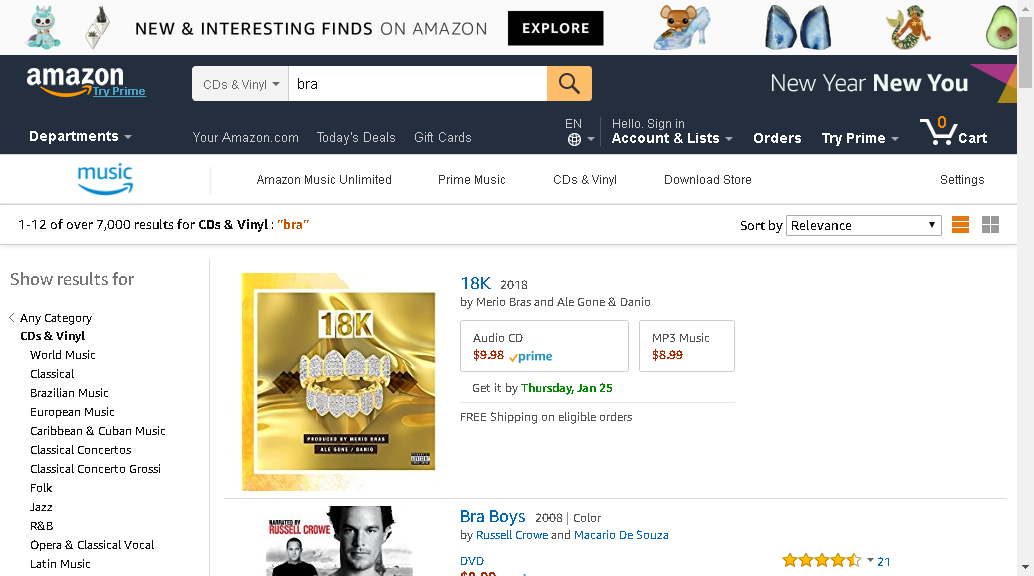 NEW & INTERESTING FINDS ON AMAZON EXPLORE
amazon
Try Prime
CDs & Vinyl bra
New Year New You
Departments
Your Amazon.com Today's Deals Gift Cards
EN
Hello. Sign in
Account & Lists
Orders
Try Prime
0
Cart
music
Amazon Music Unlimited Prime Music CDs & Vinyl Download Store Settings
1-12 of over 7,000 results for CDs & Vinyl : "bra"
Sort by Relevance
Show results for
Any Category
CDs & Vinyl
World Music
Classical
Brazilian Music
European Music
Caribbean & Cuban Music
Classical Concertos
Classical Concerto Grossi
Folk
Jazz
R&B
Opera & Classical Vocal
Latin Music
18K
PRODUCED BY MERIO BRAS
ALE GONE / DANIO
18K 2018
by Merio Bras and Ale Gone & Danio
Audio CD
$9.98 prime
MP3 Music
$8.99
Get it by Thursday, Jan 25
FREE Shipping on eligible orders
NARRATED BY
RUSSELL CROWE
Bra Boys 2008 | Color
by Russell Crowe and Macario De Souza
DVD
21